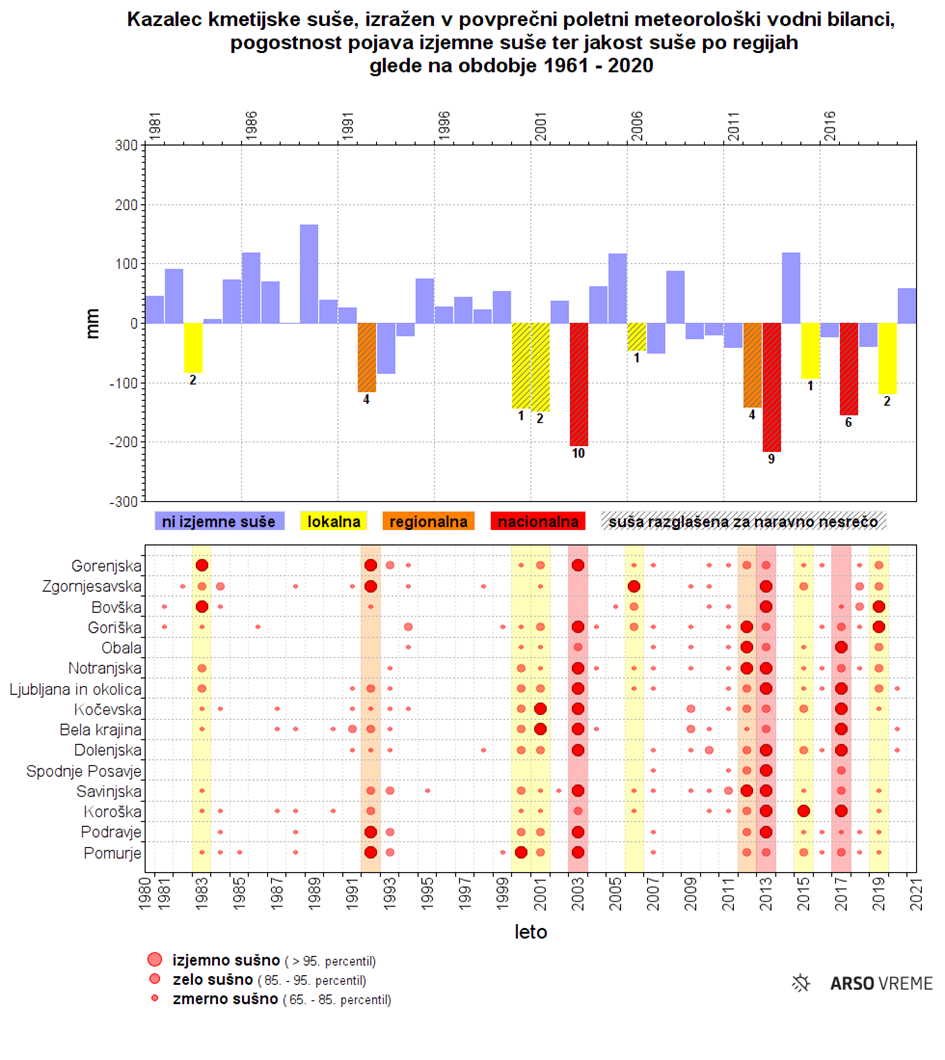 Kazalec kmetijske suše, izražen v povprečni poletni meteorološki vodni bilanci,
pogostnost pojava izjemne suše ter jakost suše po regijah
glede na obdobje 1961 - 2020
1981 1986 1991 1996 2001 2006 2011 2016
300
200
100
0
-100
-200
-300
mm
2 4 1 2 10 1 4 9 1 6 2
ni izjemne suše lokalna regionalna nacionalna suša razglašena za naravno nesrečo
Gorenjska
Zgornjesavska
Bovška
Goriška
Obala
Notranjska
Ljubljana in okolica
Kočevska
Bela krajina
Dolenjska
Spodnje Posavje
Savinjska
Koroška
Podravje
Pomurje
1980 1981 1983 1985 1987 1989 1991 1993 1995 1997 1999 2001 2003 2005 2007 2009 2011 2013 2015 2017 2019 2021
leto
izjemno sušno ( > 95. percentil)
zelo sušno ( 85. - 95. percentil)
zmerno sušno ( 65. - 85. percentil)
ARSO VREME